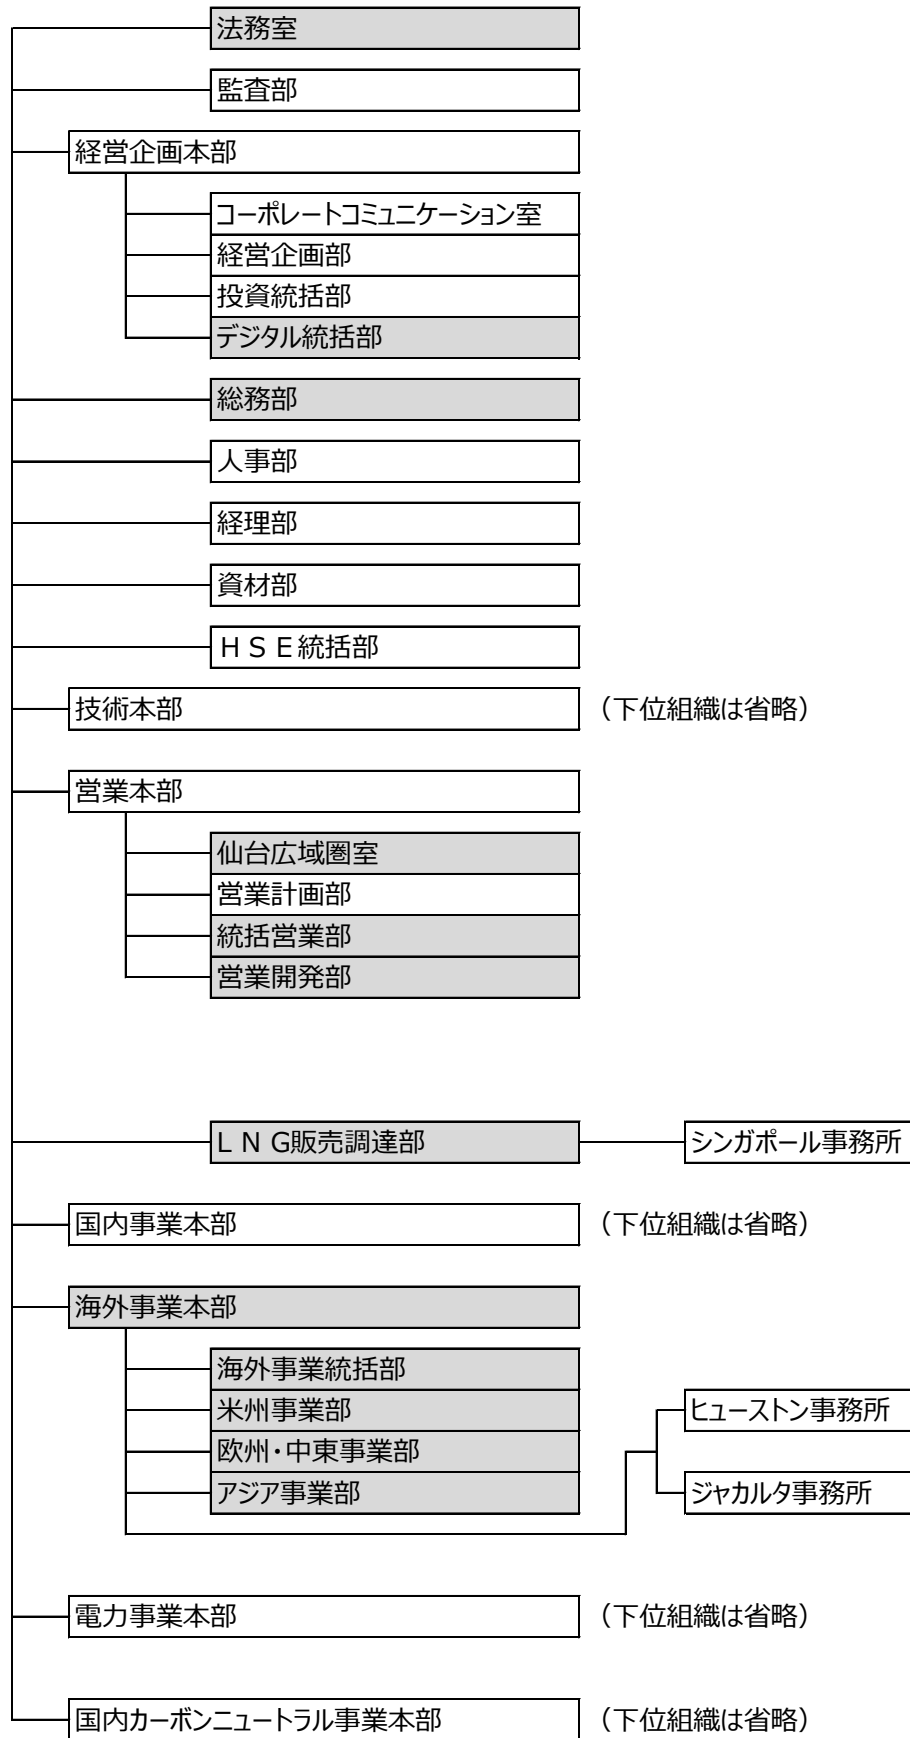 法務室
監査部
経営企画本部
コーポレートコミュニケーション室
経営企画部
投資統括部
デジタル統括部
総務部
人事部
経理部
資材部
ＨＳＥ統括部
技術本部 （下位組織は省略）
営業本部
仙台広域圏室
営業計画部
統括営業部
営業開発部
ＬＮＧ販売調達部 シンガポール事務所
国内事業本部 （下位組織は省略）
海外事業本部
海外事業統括部
米州事業部 ヒューストン事務所
欧州・中東事業部
アジア事業部 ジャカルタ事務所
電力事業本部 （下位組織は省略）
国内カーボンニュートラル事業本部 （下位組織は省略）